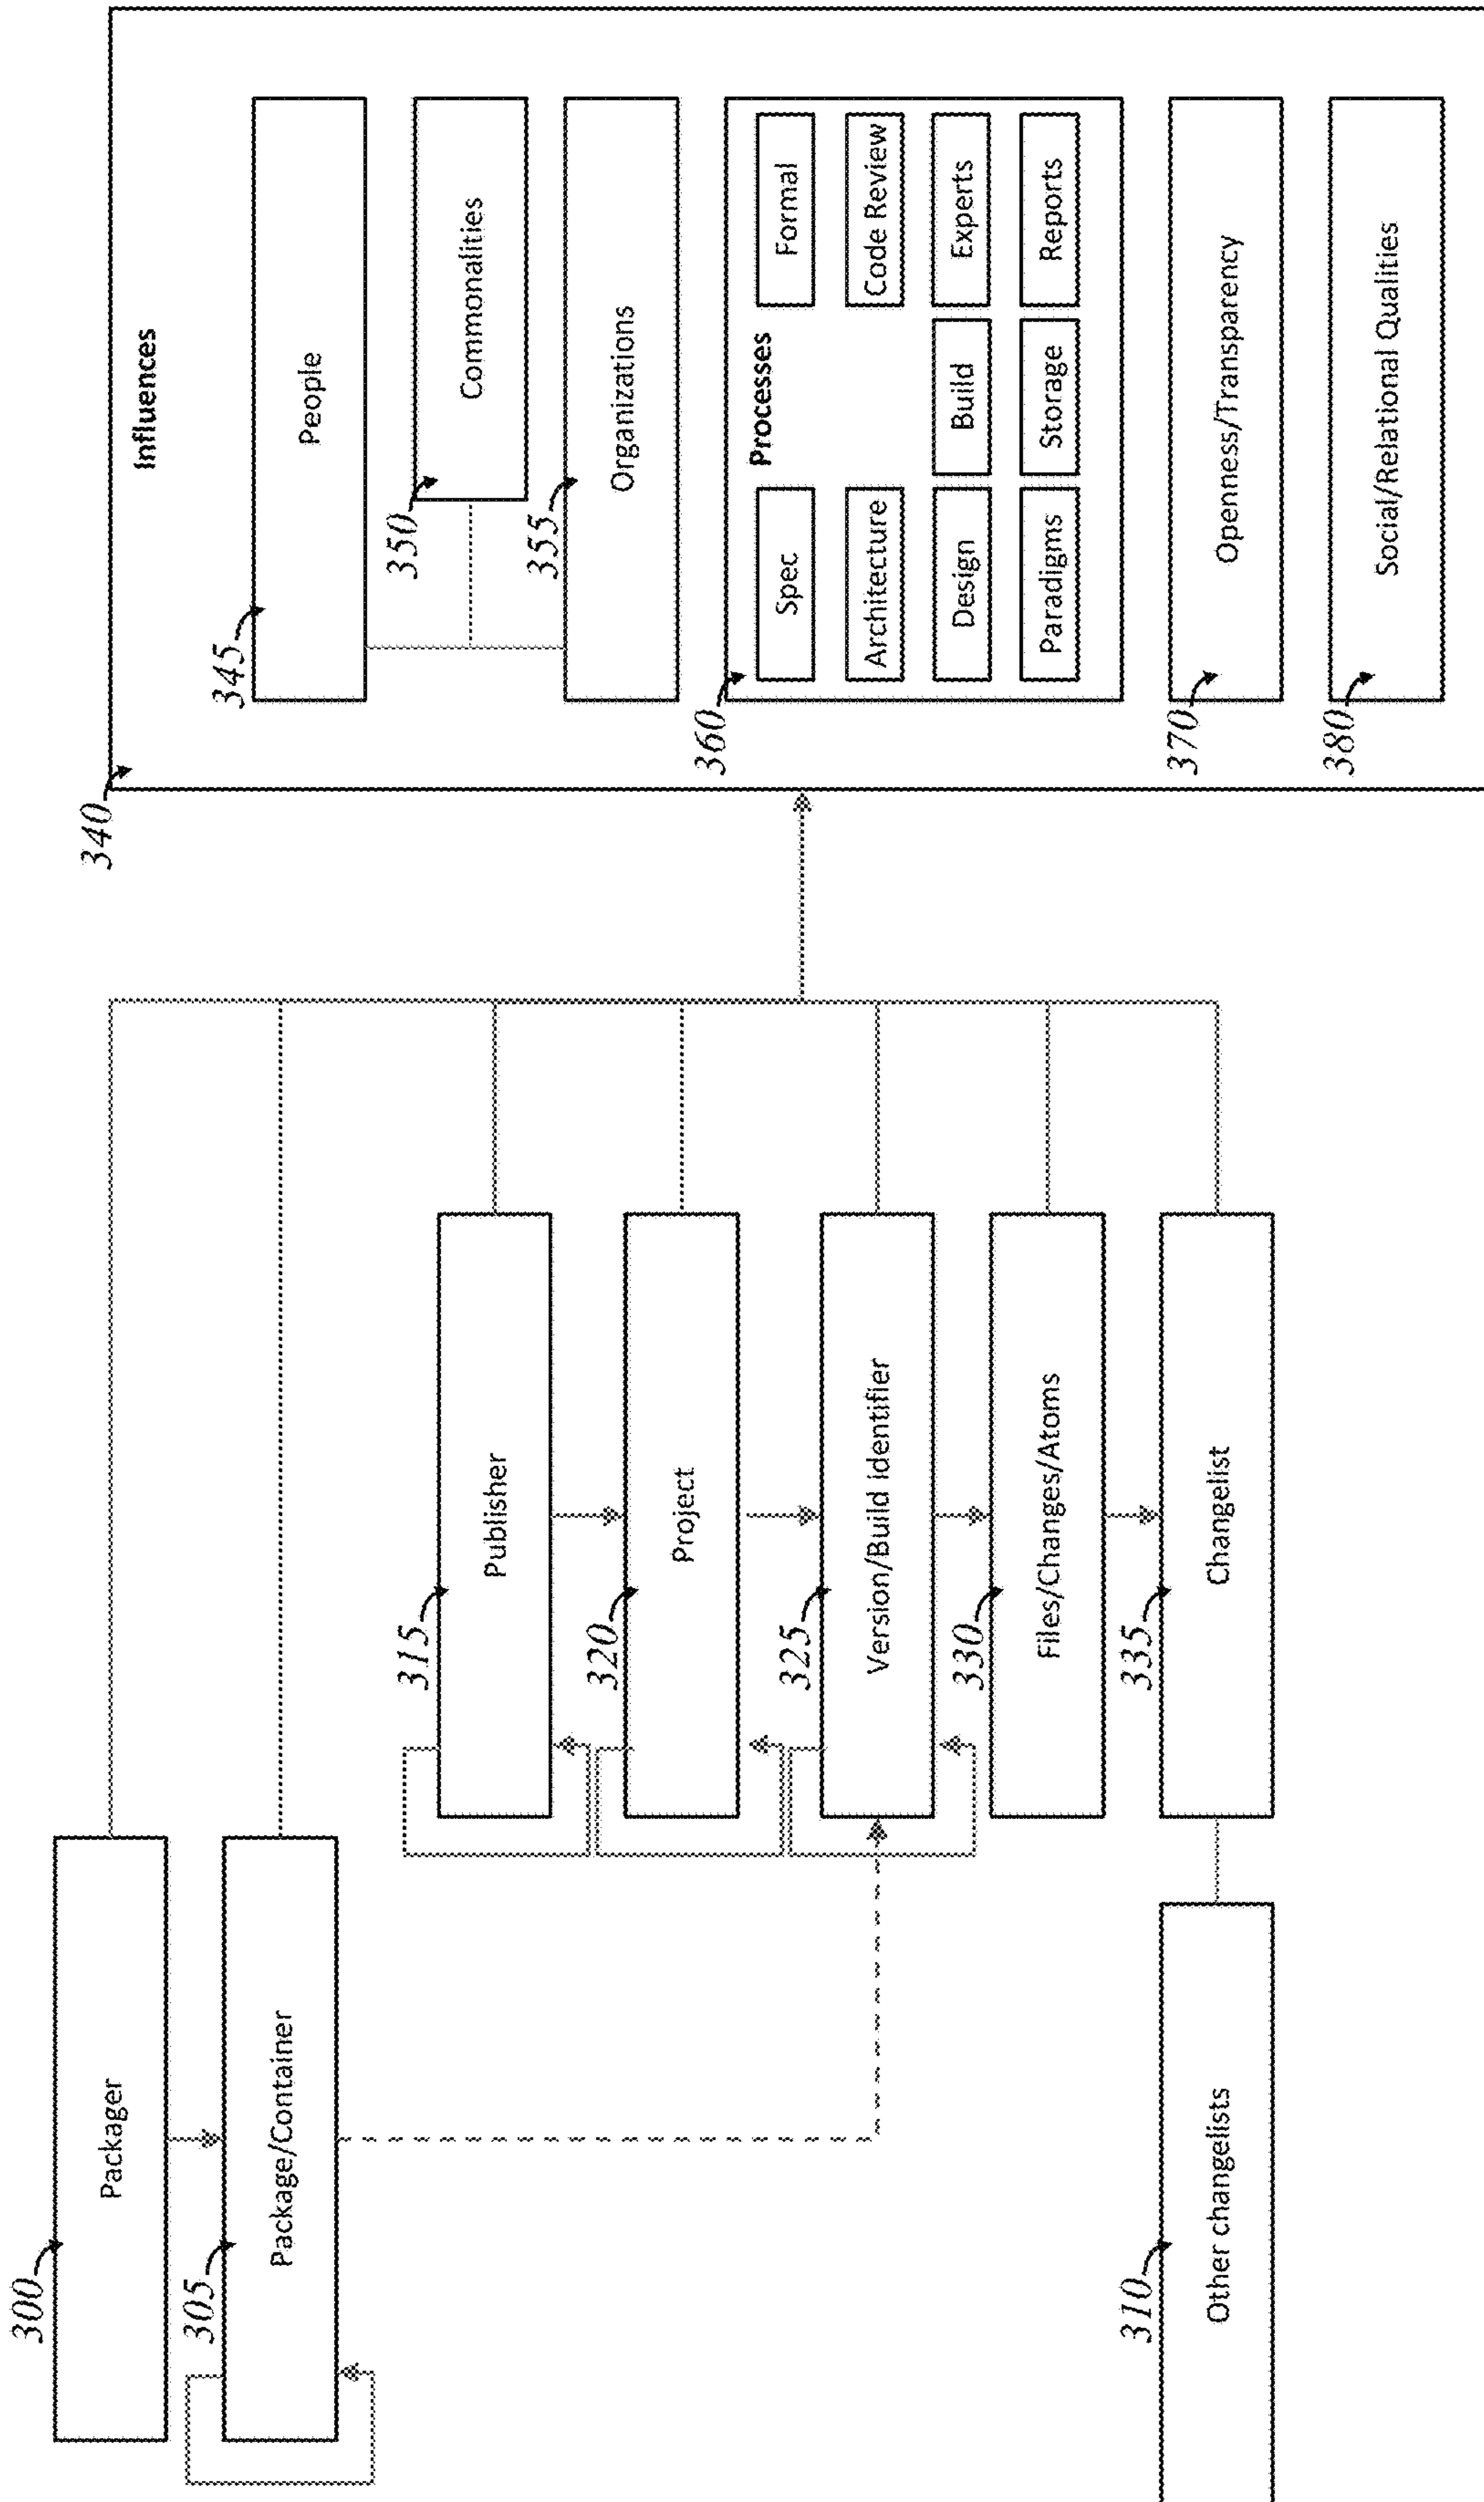 300
Packager
305
Package/Container
310
Other changelists
315
Publisher
320
Project
325
Version/Build identifier
330
Files/Changes/Atoms
335
Changelist
340
Influences
345
People
350
Commonalities
355
Organizations
360
Processes
Spec
Formal
Architecture
Code Review
Design
Build
Experts
Paradigms
Storage
Reports
370
Openness/Transparency
380
Social/Relational Qualities